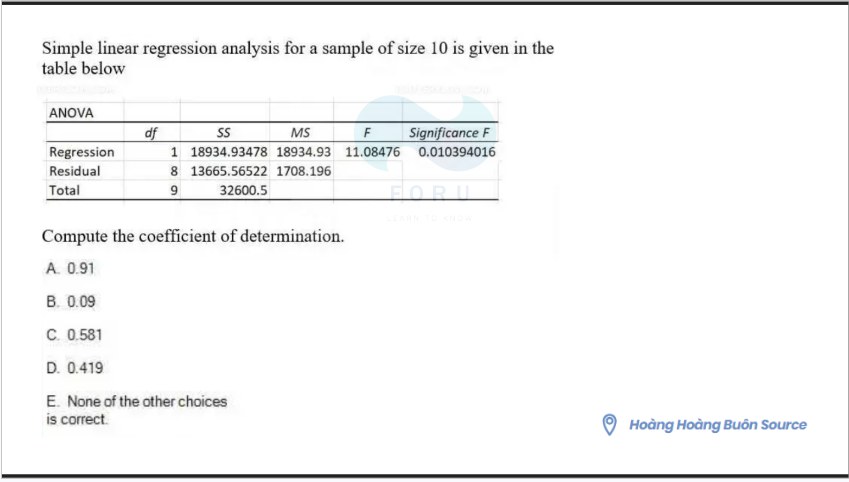 Simple linear regression analysis for a sample of size 10 is given in the
table below
ANOVA
df SS MS F Significance F
Regression 1 18934.93478 18934.93 11.08476 0.010394016
Residual 8 13665.56522 1708.196
Total 9 32600.5
FORU
Compute the coefficient of determination.
A. 0.91
B. 0.09
C. 0.581
D. 0.419
E. None of the other choices
is correct.
Hoàng Hoàng Buôn Source